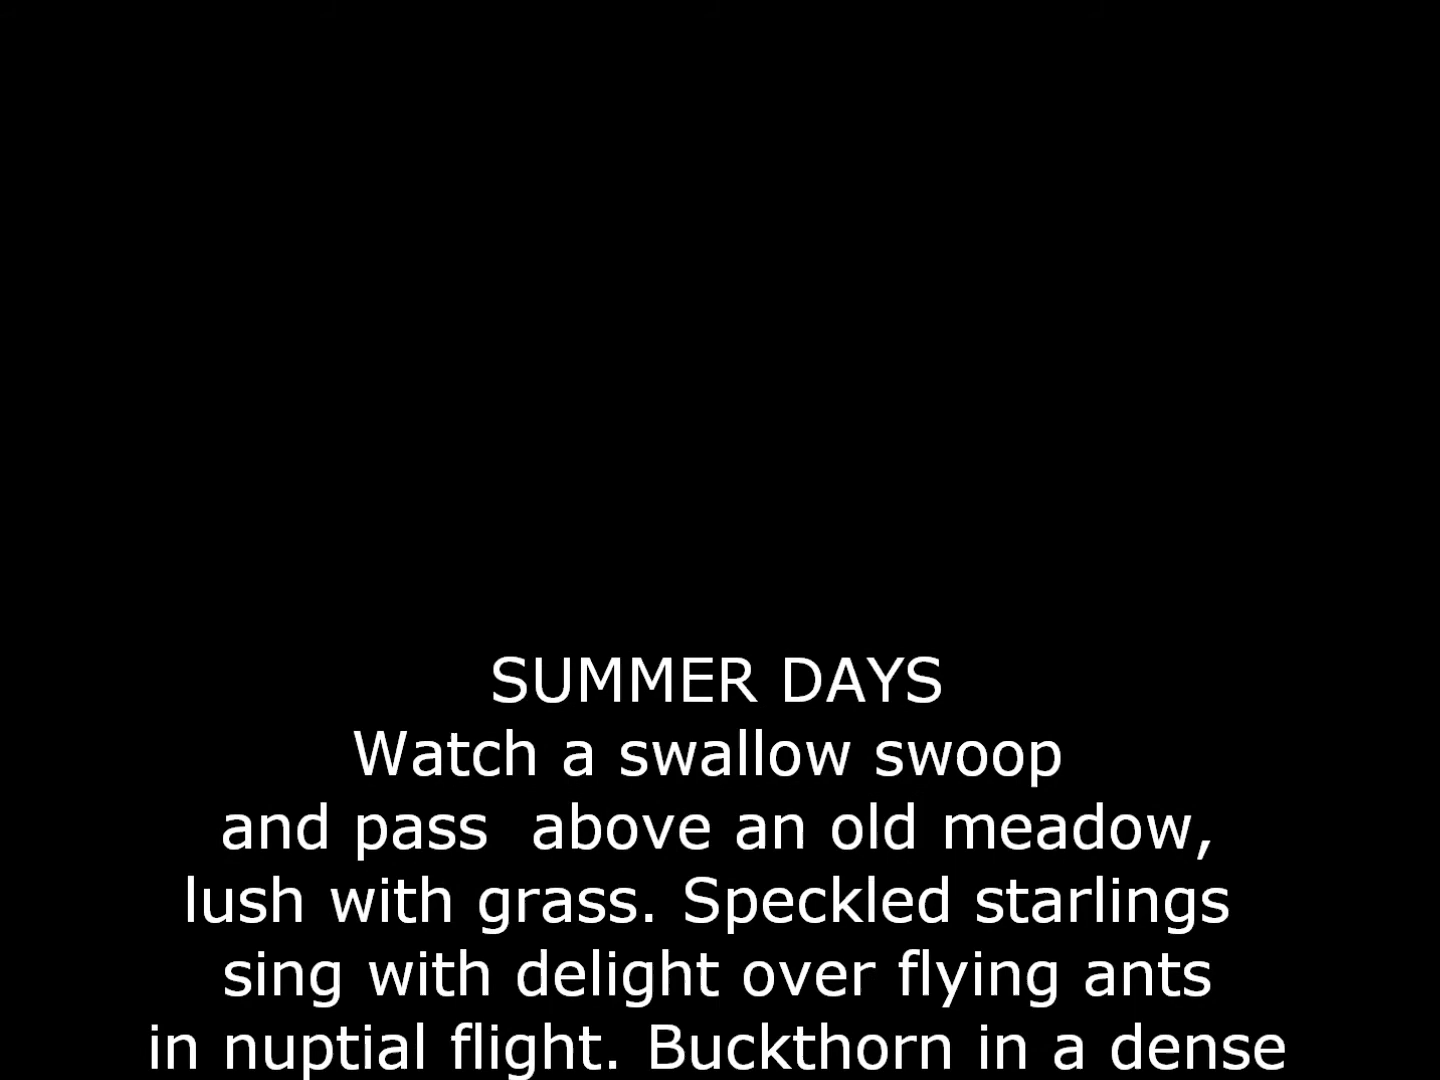 SUMMER DAYS
Watch a swallow swoop
and pass  above an old meadow,
lush with grass. Speckled starlings
sing with delight over flying ants
in nuptial flight. Buckthorn in a dense